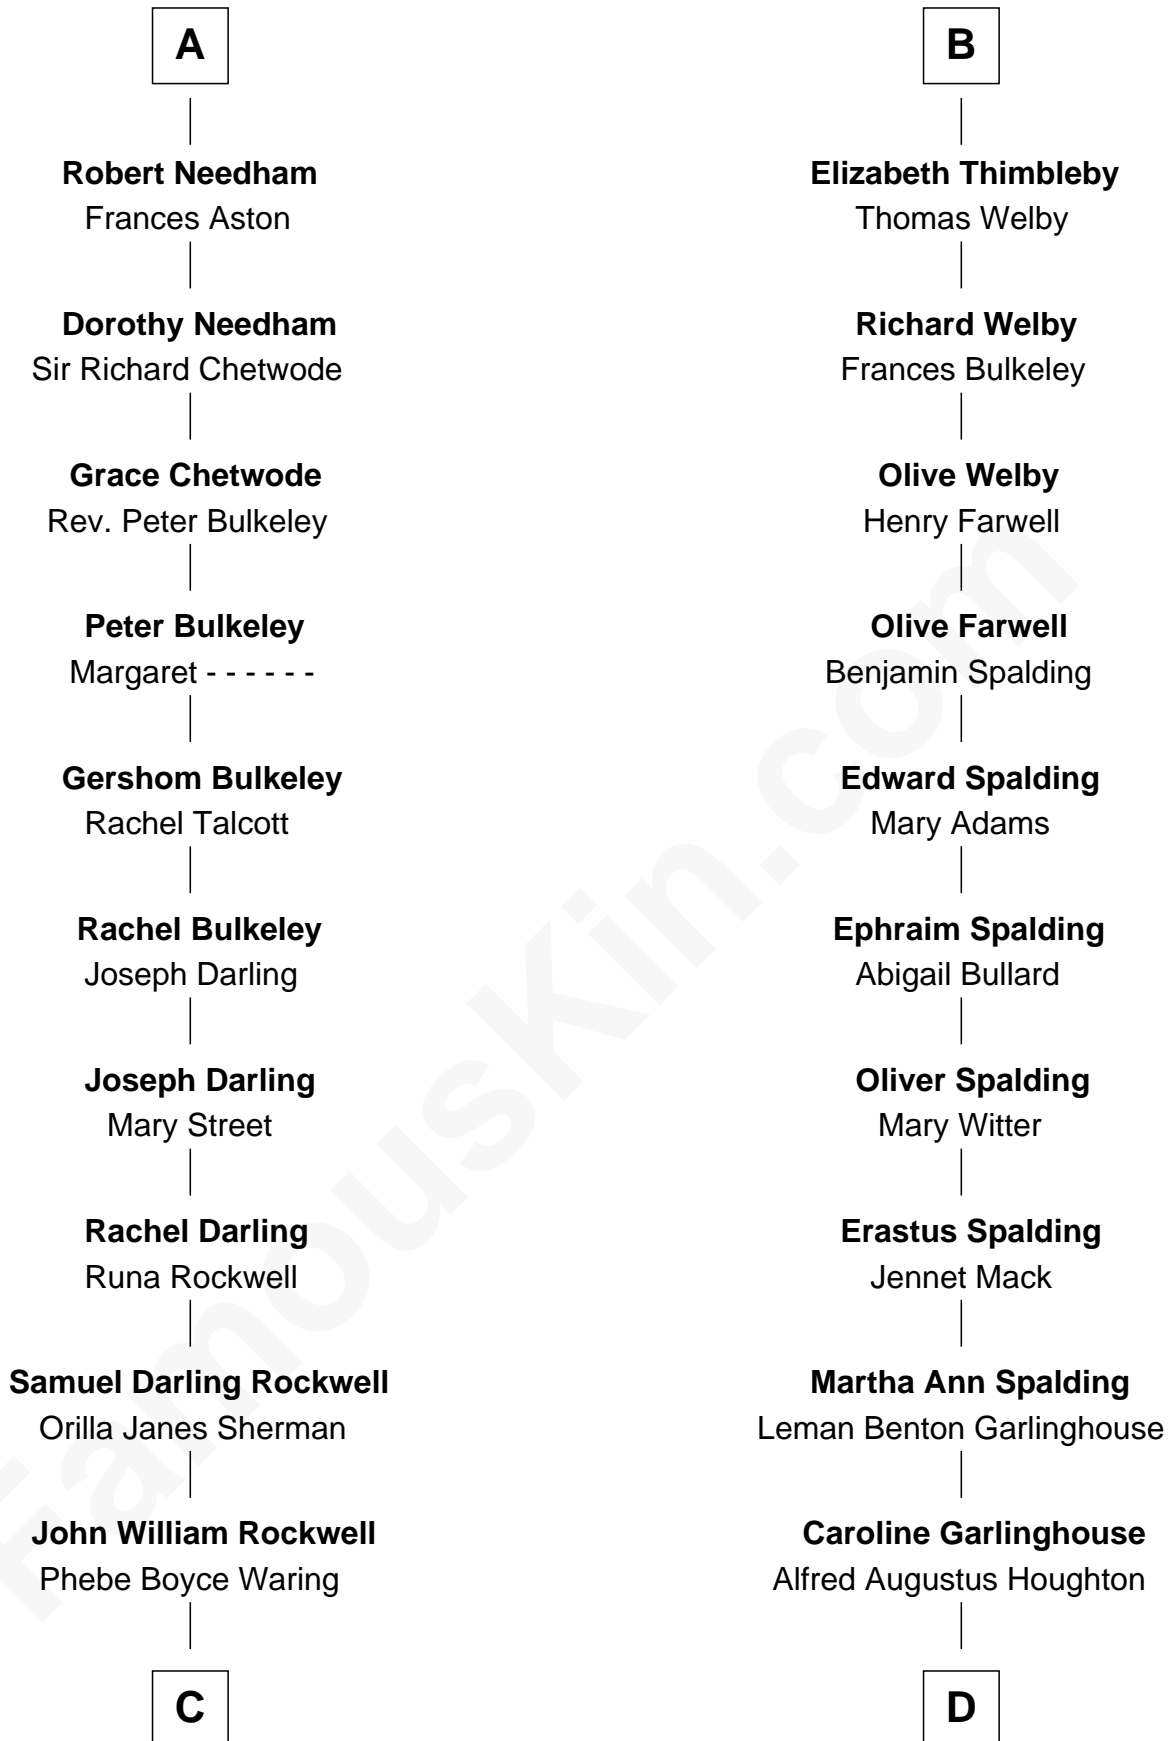 A
Robert Needham
Frances Aston
Dorothy Needham
Sir Richard Chetwode
Grace Chetwode
Rev. Peter Bulkeley
Peter Bulkeley
Margaret - - - - - -
Gershom Bulkeley
Rachel Talcott
Rachel Bulkeley
Joseph Darling
Joseph Darling
Mary Street
Rachel Darling
Runa Rockwell
Samuel Darling Rockwell
Orilla Janes Sherman
John William Rockwell
Phebe Boyce Waring
C
B
Elizabeth Thimbleby
Thomas Welby
Richard Welby
Frances Bulkeley
Olive Welby
Henry Farwell
Olive Farwell
Benjamin Spalding
Edward Spalding
Mary Adams
Ephraim Spalding
Abigail Bullard
Oliver Spalding
Mary Witter
Erastus Spalding
Jennet Mack
Martha Ann Spalding
Leman Benton Garlinghouse
Caroline Garlinghouse
Alfred Augustus Houghton
D
FamousKin.com